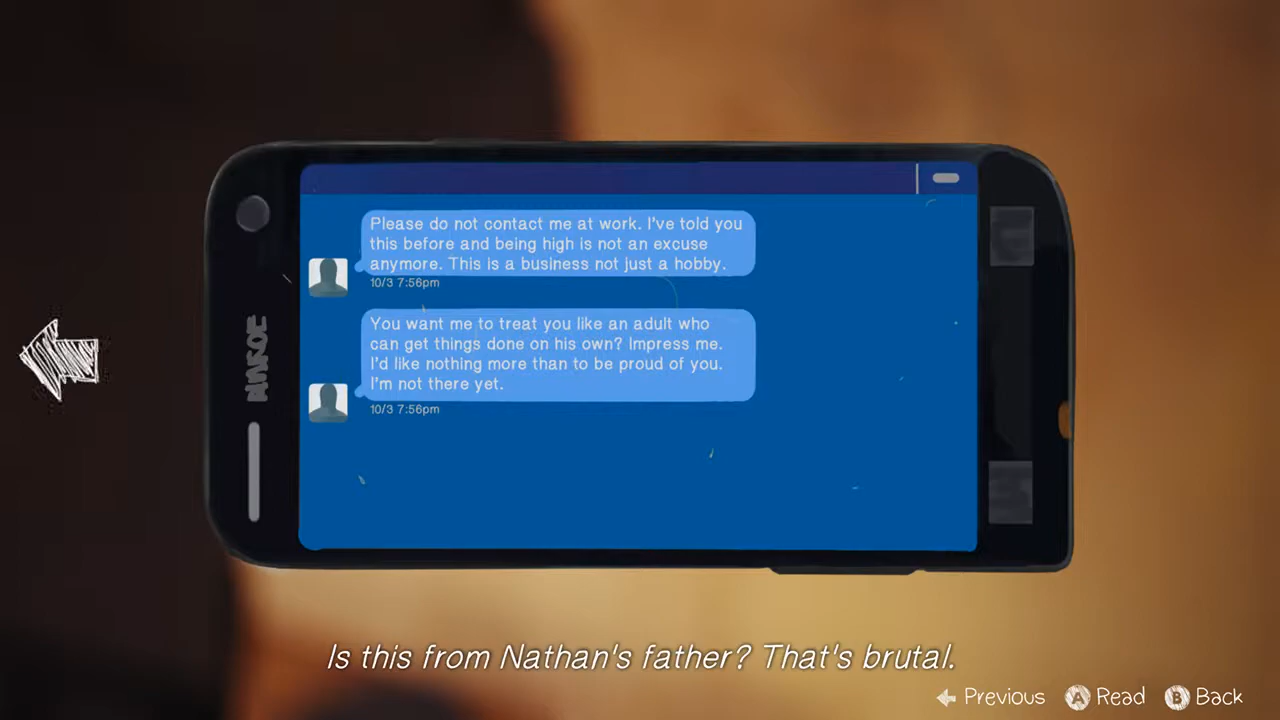 Please do not contact me at work. I've told you
this before and being high is not an excuse
anymore. This is a business not just a hobby.
10/3 7:56pm
You want me to treat you like an adult who
can get things done on his own? Impress me.
I'd like nothing more than to be proud of you.
I'm not there yet.
10/3 7:56pm
Is this from Nathan's father? That's brutal.
Previous A Read B Back